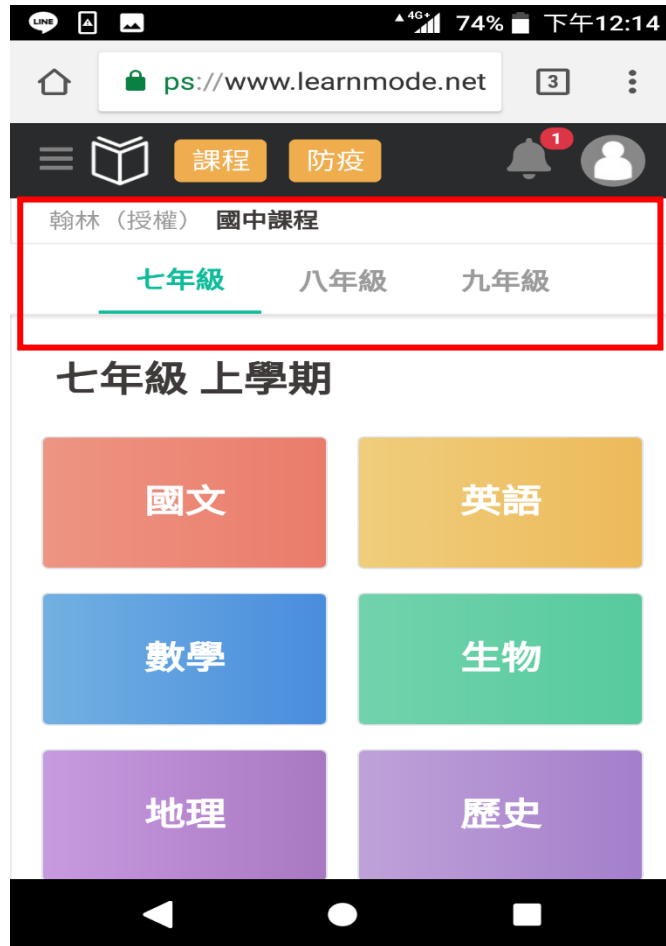 LINE 4G+ 74% 下午12:14
ps://www.learnmode.net 3
課程 防疫 1
翰林（授權） 國中課程
七年級 八年級 九年級
七年級 上學期
國文 英語
數學 生物
地理 歷史